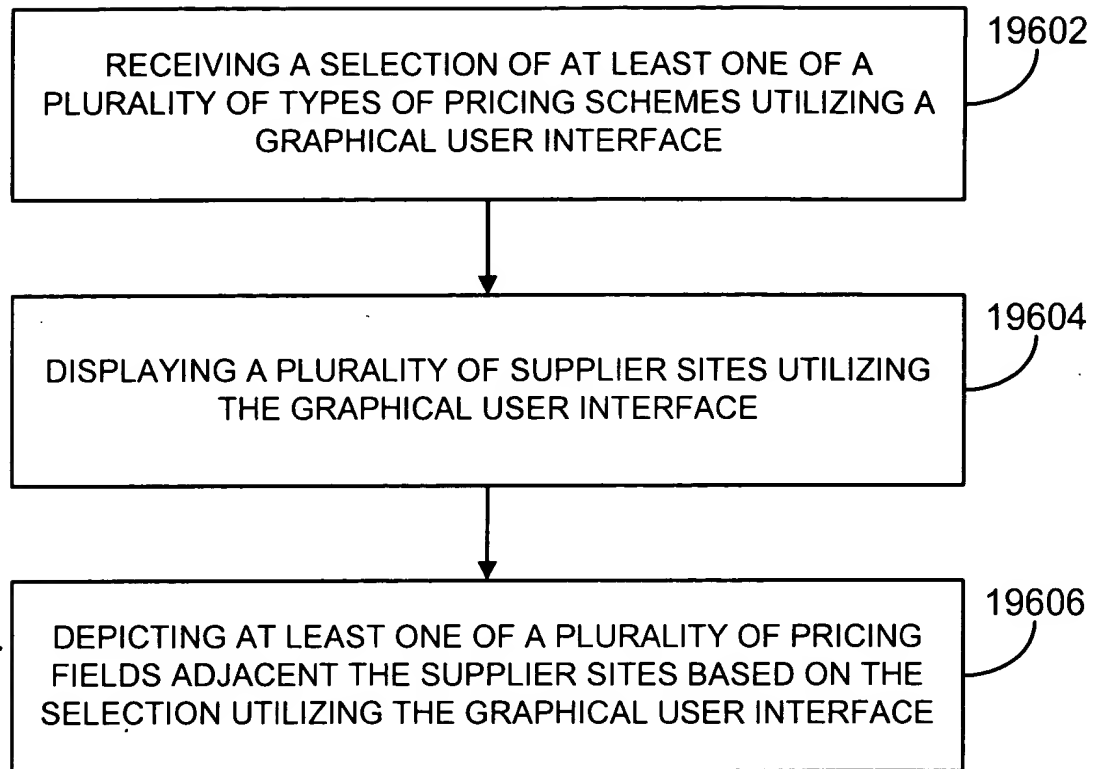 19602
RECEIVING A SELECTION OF AT LEAST ONE OF A
PLURALITY OF TYPES OF PRICING SCHEMES UTILIZING A
GRAPHICAL USER INTERFACE
19604
DISPLAYING A PLURALITY OF SUPPLIER SITES UTILIZING
THE GRAPHICAL USER INTERFACE
19606
DEPICTING AT LEAST ONE OF A PLURALITY OF PRICING
FIELDS ADJACENT THE SUPPLIER SITES BASED ON THE
SELECTION UTILIZING THE GRAPHICAL USER INTERFACE